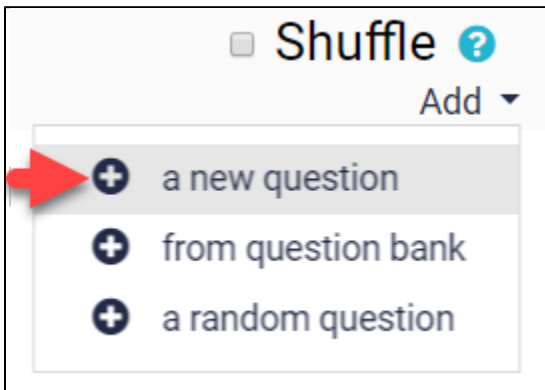 Shuffle ?
Add
a new question
from question bank
a random question